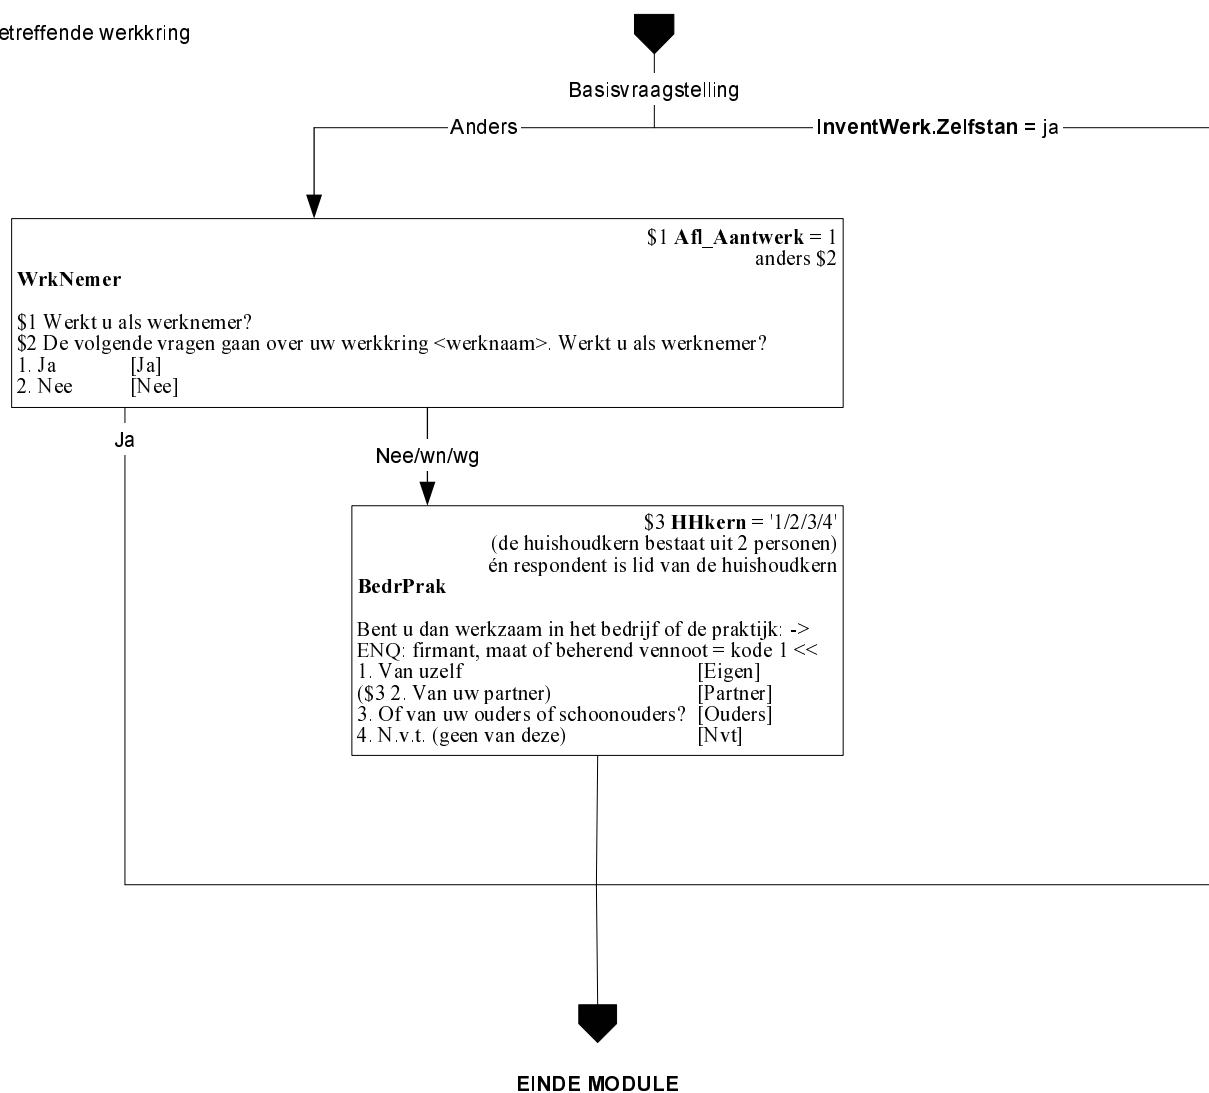 etreffende werkkring
Basisvraagstelling
Anders
InventWerk.Zelfstan = ja
$1 Afl_Aantwerk = 1
anders $2
WrkNemer
$1 Werkt u als werknemer?
$2 De volgende vragen gaan over uw werkkring <werknaam>. Werkt u als werknemer?
1. Ja [Ja]
2. Nee [Nee]
Ja
Nee/wn/wg
$3 HHkern = '1/2/3/4'
(de huishoudkern bestaat uit 2 personen)
én respondent is lid van de huishoudkern
BedrPrak
Bent u dan werkzaam in het bedrijf of de praktijk: ->
ENQ: firmant, maat of beherend vennoot = kode 1 <<
1. Van uzelf [Eigen]
($3 2. Van uw partner) [Partner]
3. Of van uw ouders of schoonouders? [Ouders]
4. N.v.t. (geen van deze) [Nvt]
EINDE MODULE